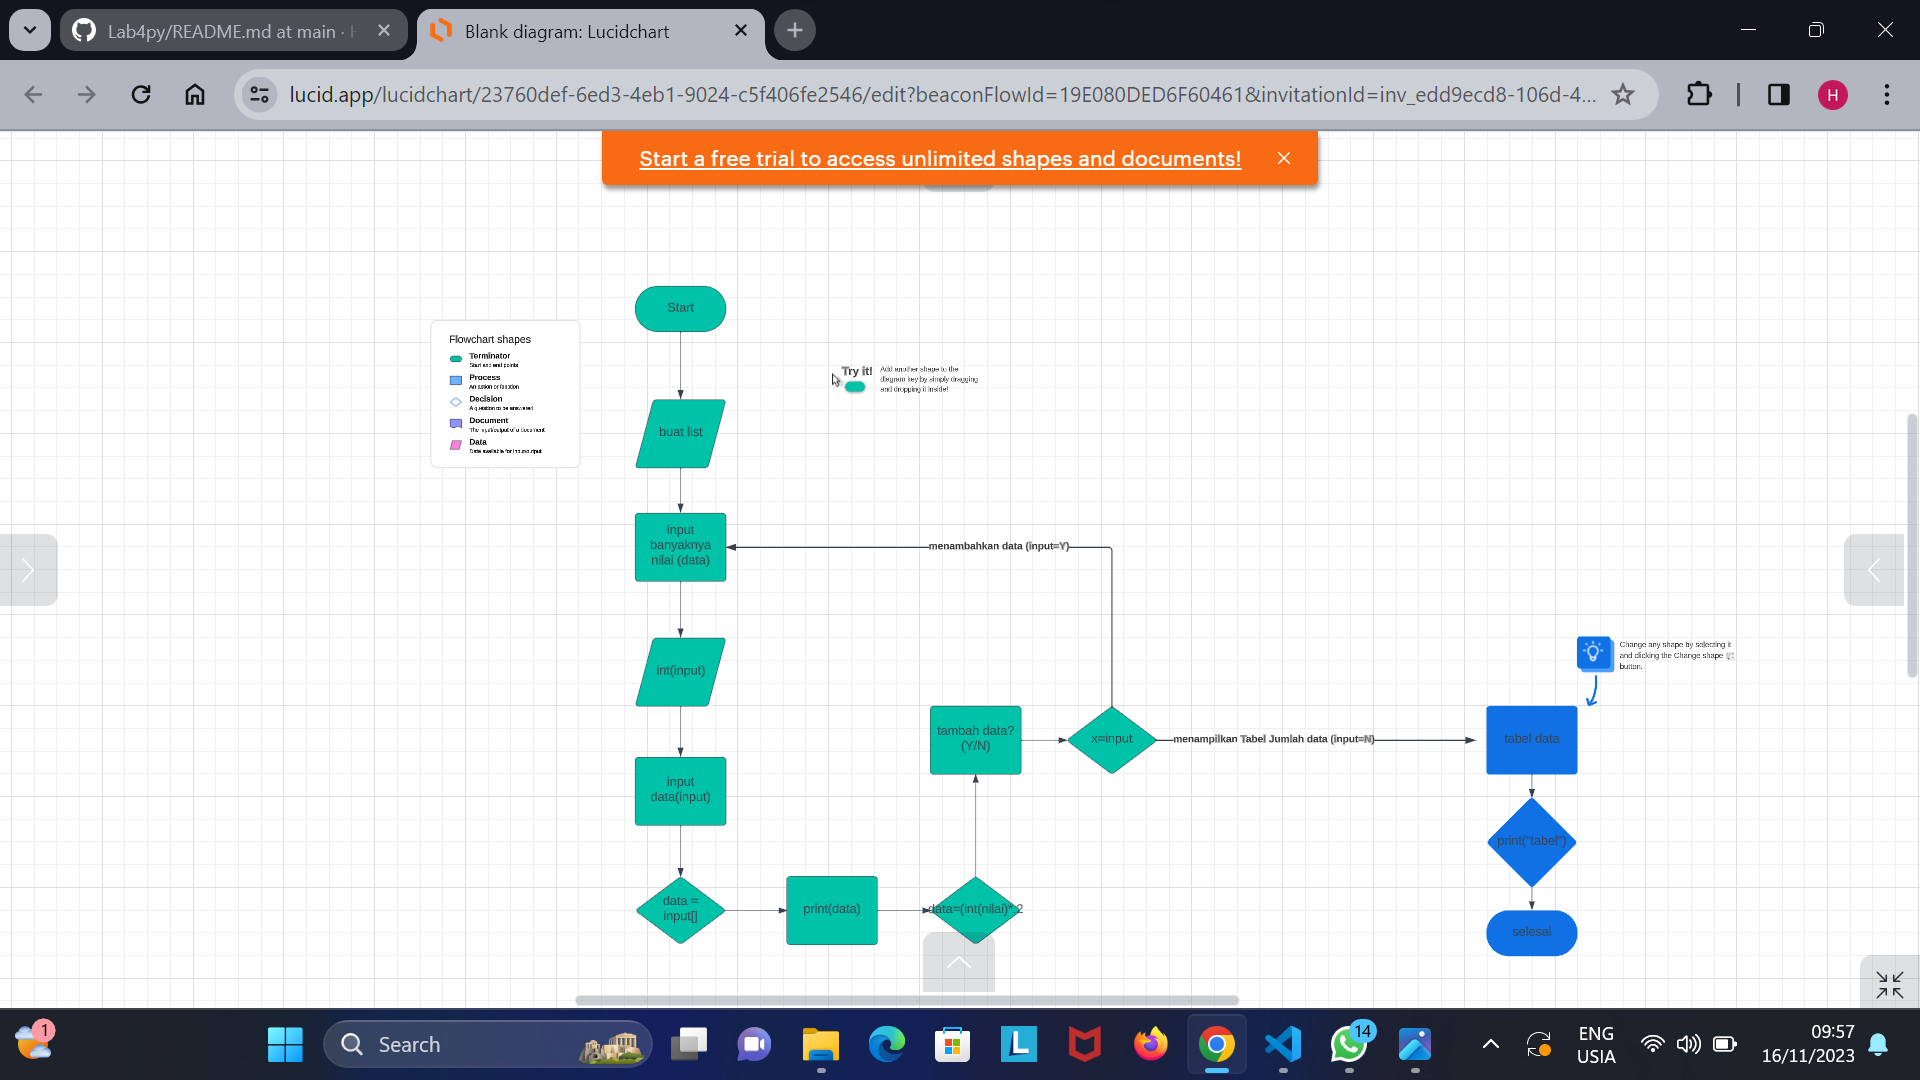 Lab4py/README.md at main · H
Blank diagram: Lucidchart
lucid.app/lucidchart/23760def-6ed3-4eb1-9024-c5f406fe2546/edit?beaconFlowId=19E080DED6F60461&invitationId=inv_edd9ecd8-106d-4...
H
Start a free trial to access unlimited shapes and documents!
Start
Flowchart shapes
Terminator
Start and end points
Process
An action or function
Decision
A question to be answered
Document
The input/output of a document
Data
Data available for input/output
Try it!
Add another shape to the
diagram key by simply dragging
and dropping it inside!
buat list
input
banyaknya
nilai (data)
menambahkan data (input=Y)
int(input)
Change any shape by selecting it
and clicking the Change shape
button.
tambah data?
(Y/N)
x=input
menampilkan Tabel Jumlah data (input=N)
tabel data
input
data(input)
print("tabel")
data =
input[]
print(data)
data=(int(nilai)*.2
selesai
1
Search
L
14
ENG
USIA
09:57
16/11/2023